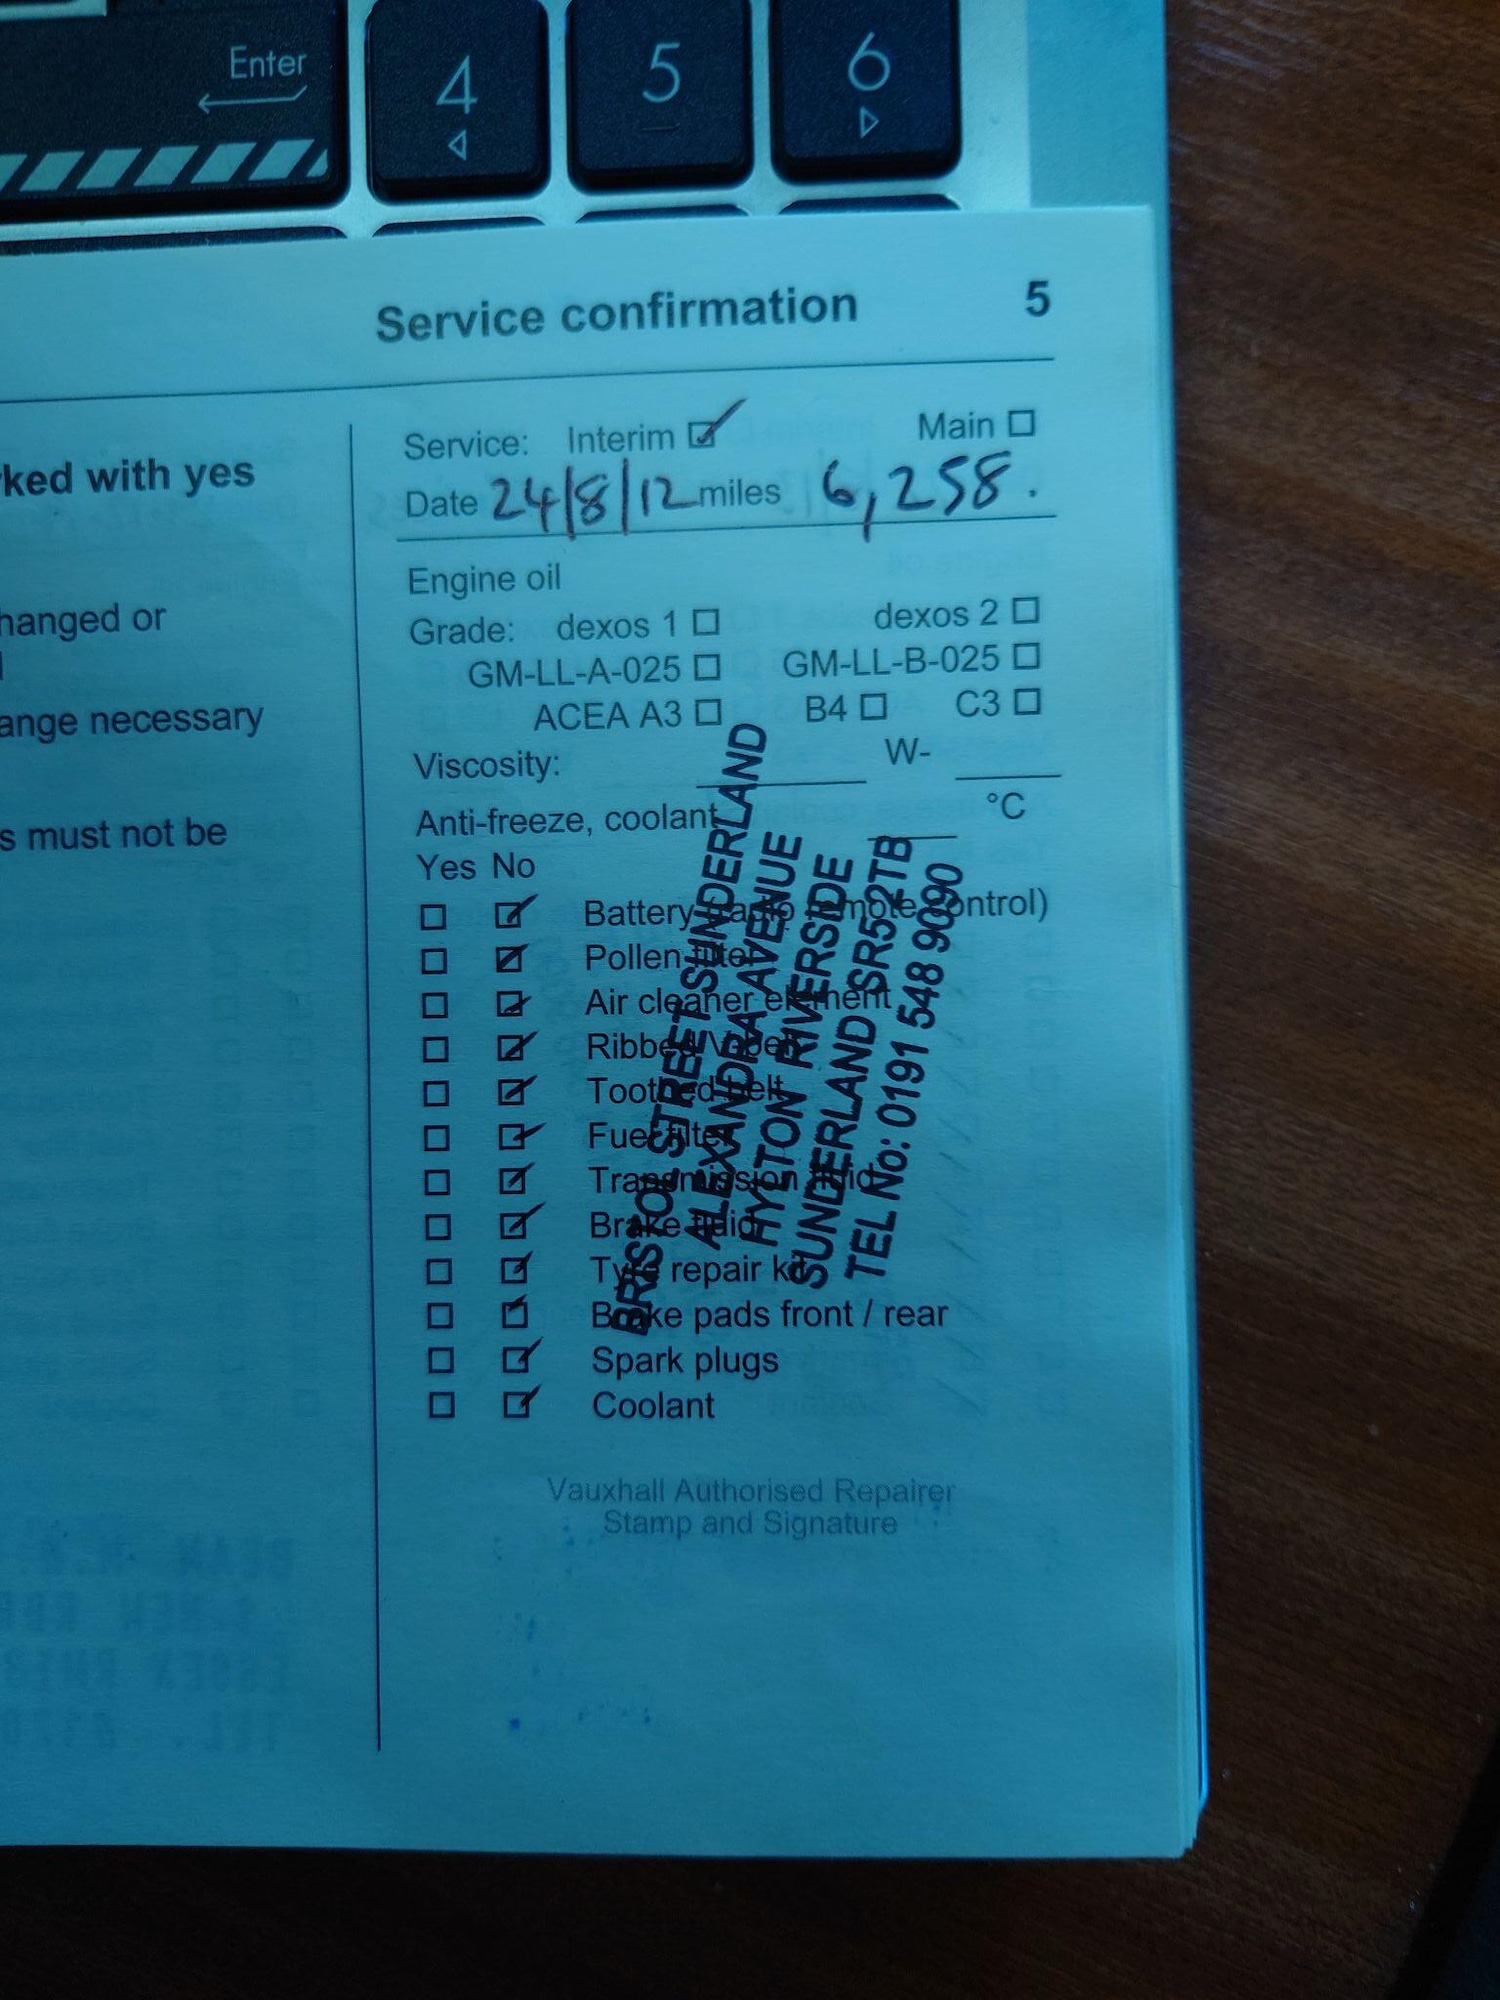 Enter
4
5
6
Service confirmation 5
ked with yes
hanged or
ange necessary
s must not be
Service: Interim Main
Date 24/8/12 miles 6,258.
Engine oil
Grade: dexos 1 dexos 2
GM-LL-A-025 GM-LL-B-025
ACEA A3 B4 C3
Viscosity: W-
Anti-freeze, coolant °C
Yes No
Battery (radio remote control)
Pollen filter
Air cleaner element
Ribbed V-belt
Toothed belt
Fuel filter
Transmission fluid
Brake fluid
Tyre repair kit
Brake pads front / rear
Spark plugs
Coolant
BRISTOL STREET SUNDERLAND
ALEXANDRA AVENUE
HYLTON RIVERSIDE
SUNDERLAND SR5 2TB
TEL No: 0191 548 9090
Vauxhall Authorised Repairer
Stamp and Signature